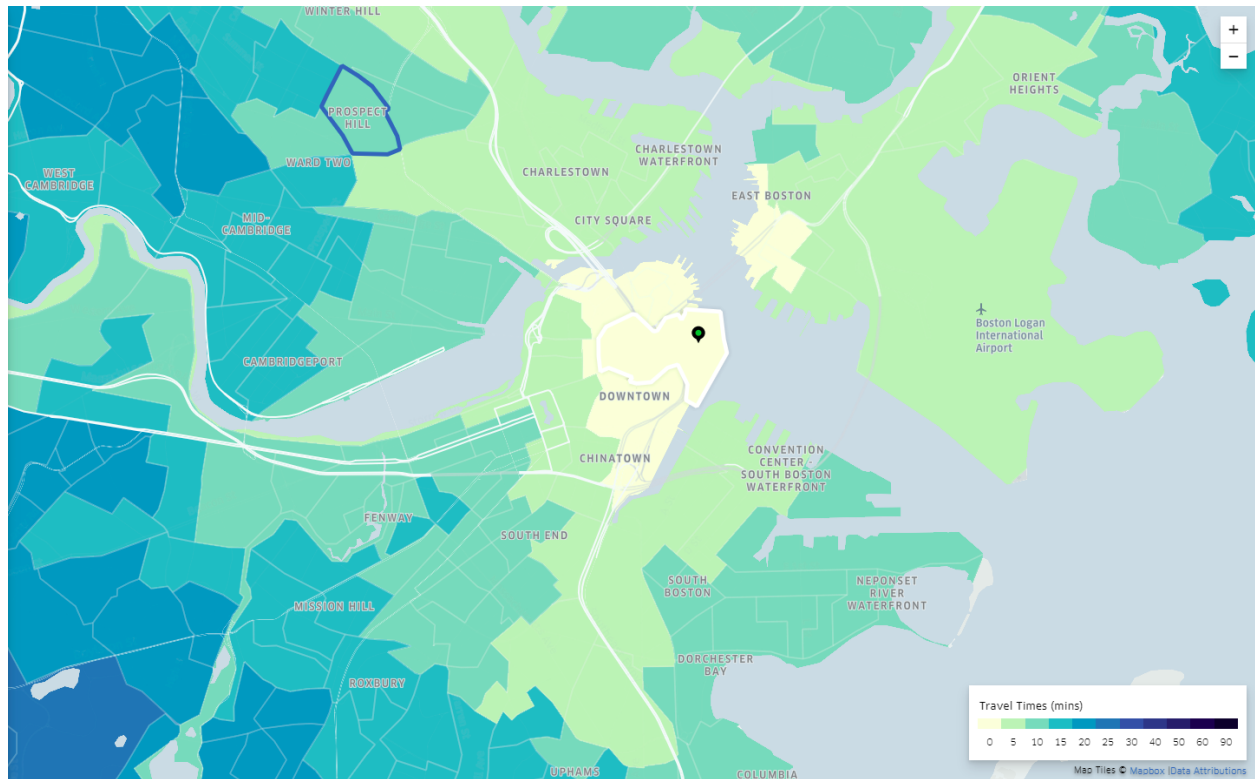 WINTER HILL
+
−
ORIENT
HEIGHTS
PROSPECT
HILL
CHARLESTOWN
WATERFRONT
WARD TWO
CHARLESTOWN
WEST
CAMBRIDGE
EAST BOSTON
MID-
CAMBRIDGE
CITY SQUARE
Boston Logan
International
Airport
CAMBRIDGEPORT
DOWNTOWN
CHINATOWN
CONVENTION
CENTER -
SOUTH BOSTON
WATERFRONT
FENWAY
SOUTH END
SOUTH
BOSTON
NEPONSET
RIVER
WATERFRONT
MISSION HILL
DORCHESTER
BAY
ROXBURY
UPHAMS
COLUMBIA
Travel Times (mins)
0 5 10 15 20 25 30 40 50 60 90
Map Tiles © Mapbox |Data Attributions